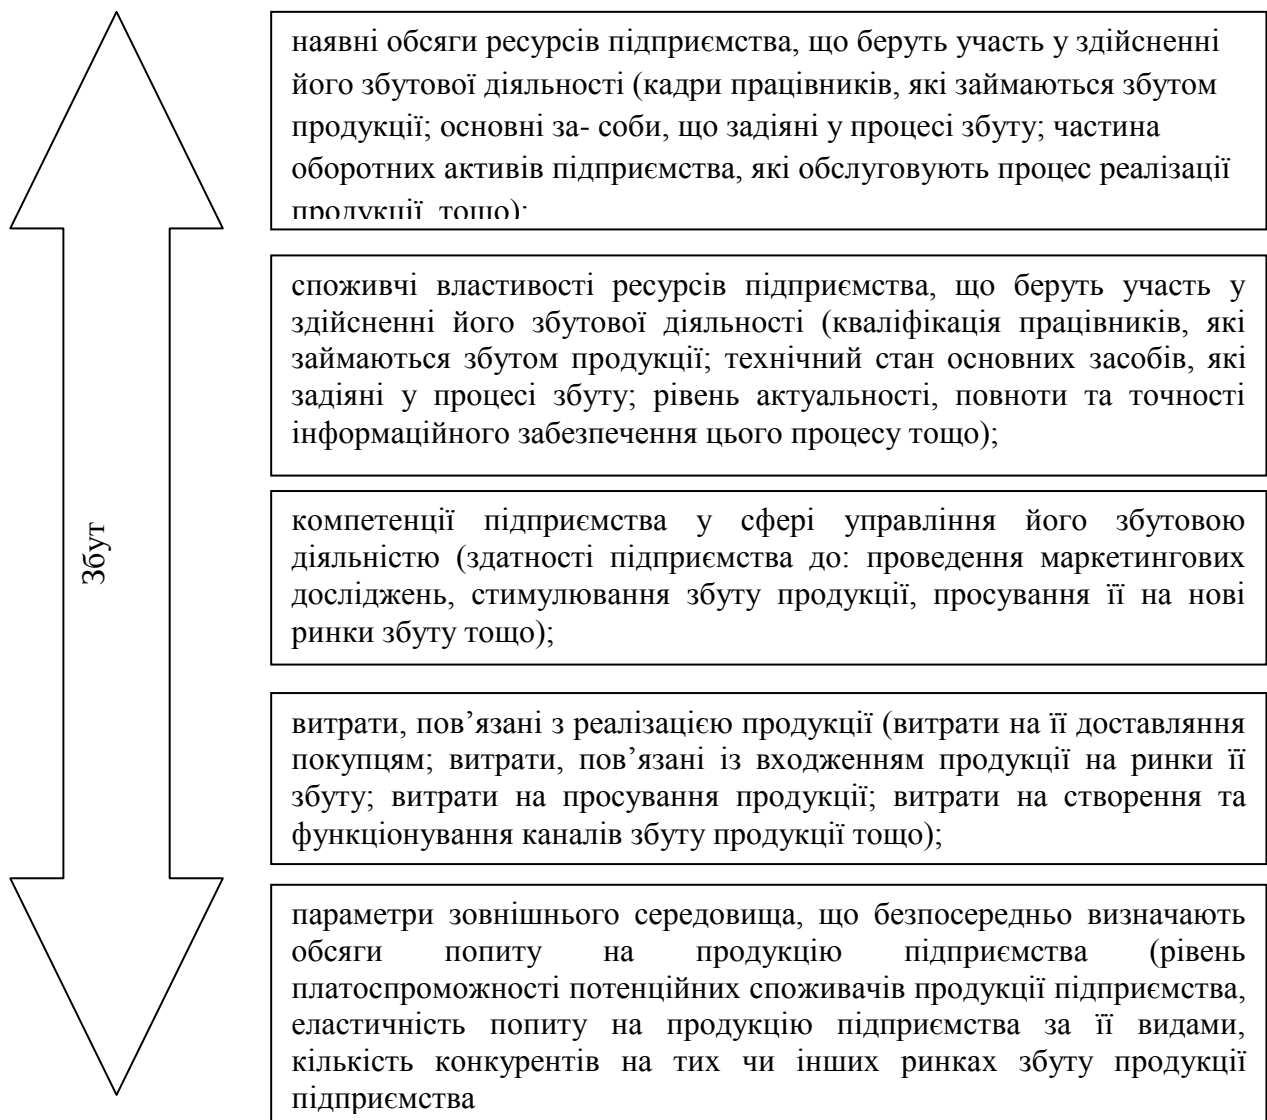 наявні обсяги ресурсів підприємства, що беруть участь у здійсненні
його збутової діяльності (кадри працівників, які займаються збутом
продукції; основні за- соби, що задіяні у процесі збуту; частина
оборотних активів підприємства, які обслуговують процес реалізації
продукції тощо);
споживчі властивості ресурсів підприємства, що беруть участь у
здійсненні його збутової діяльності (кваліфікація працівників, які
займаються збутом продукції; технічний стан основних засобів, які
задіяні у процесі збуту; рівень актуальності, повноти та точності
інформаційного забезпечення цього процесу тощо);
Збут
компетенції підприємства у сфері управління його збутовою
діяльністю (здатності підприємства до: проведення маркетингових
досліджень, стимулювання збуту продукції, просування її на нові
ринки збуту тощо);
витрати, пов’язані з реалізацією продукції (витрати на її доставляння
покупцям; витрати, пов’язані із входженням продукції на ринки її
збуту; витрати на просування продукції; витрати на створення та
функціонування каналів збуту продукції тощо);
параметри зовнішнього середовища, що безпосередньо визначають
обсяги попиту на продукцію підприємства (рівень
платоспроможності потенційних споживачів продукції підприємства,
еластичність попиту на продукцію підприємства за її видами,
кількість конкурентів на тих чи інших ринках збуту продукції
підприємства